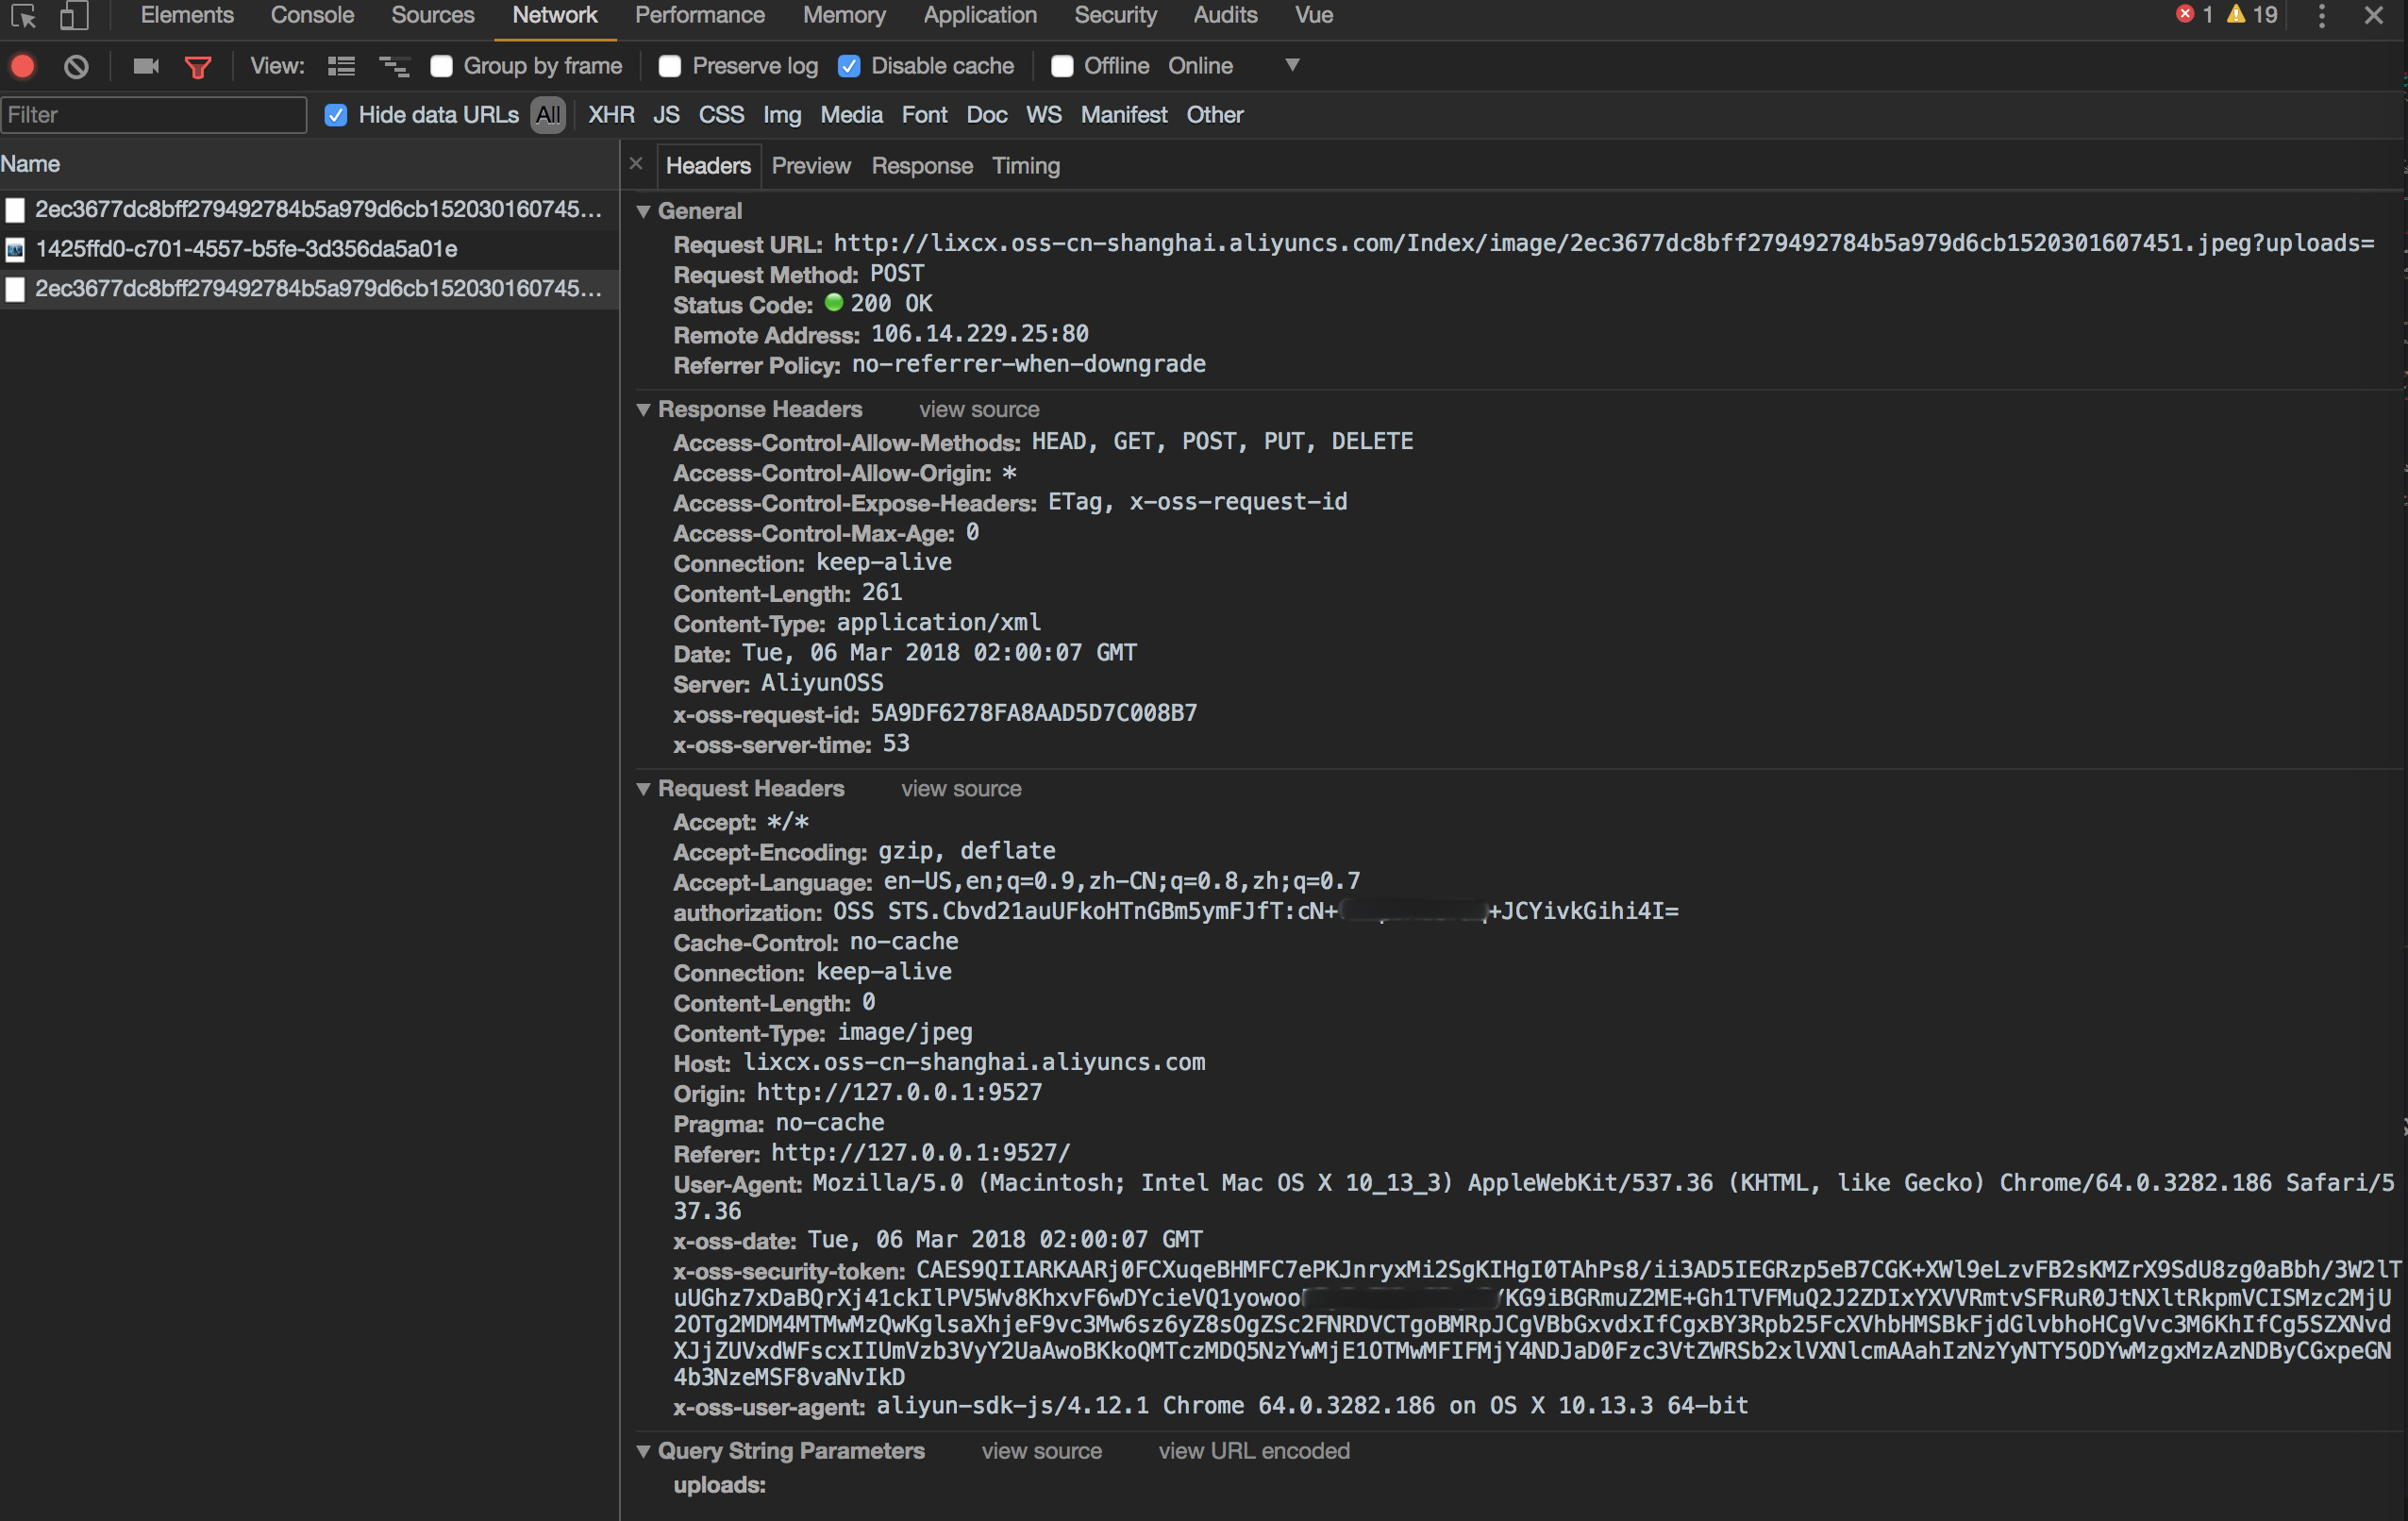 Elements Console Sources Network Performance Memory Application Security Audits Vue 1 19
View: Group by frame Preserve log Disable cache Offline Online
Filter Hide data URLs All XHR JS CSS Img Media Font Doc WS Manifest Other
Name
2ec3677dc8bff279492784b5a979d6cb152030160745...
1425ffd0-c701-4557-b5fe-3d356da5a01e
2ec3677dc8bff279492784b5a979d6cb152030160745...
Headers Preview Response Timing
General
Request URL: http://lixcx.oss-cn-shanghai.aliyuncs.com/Index/image/2ec3677dc8bff279492784b5a979d6cb1520301607451.jpeg?uploads=
Request Method: POST
Status Code: 200 OK
Remote Address: 106.14.229.25:80
Referrer Policy: no-referrer-when-downgrade
Response Headers view source
Access-Control-Allow-Methods: HEAD, GET, POST, PUT, DELETE
Access-Control-Allow-Origin: *
Access-Control-Expose-Headers: ETag, x-oss-request-id
Access-Control-Max-Age: 0
Connection: keep-alive
Content-Length: 261
Content-Type: application/xml
Date: Tue, 06 Mar 2018 02:00:07 GMT
Server: AliyunOSS
x-oss-request-id: 5A9DF6278FA8AAD5D7C008B7
x-oss-server-time: 53
Request Headers view source
Accept: */*
Accept-Encoding: gzip, deflate
Accept-Language: en-US,en;q=0.9,zh-CN;q=0.8,zh;q=0.7
authorization: OSS STS.Cbvd21auUFkoHTnGBm5ymFJfT:cN+ +JCYivkGihi4I=
Cache-Control: no-cache
Connection: keep-alive
Content-Length: 0
Content-Type: image/jpeg
Host: lixcx.oss-cn-shanghai.aliyuncs.com
Origin: http://127.0.0.1:9527
Pragma: no-cache
Referer: http://127.0.0.1:9527/
User-Agent: Mozilla/5.0 (Macintosh; Intel Mac OS X 10_13_3) AppleWebKit/537.36 (KHTML, like Gecko) Chrome/64.0.3282.186 Safari/5
37.36
x-oss-date: Tue, 06 Mar 2018 02:00:07 GMT
x-oss-security-token: CAES9QIIARKAARj0FCXuqeBHMFC7ePKJnryxMi2SgKIHgI0TAhPs8/ii3AD5IEGRzp5eB7CGK+XWl9eLzvFB2sKMZrX9SdU8zg0aBbh/3W2lT
uUGhz7xDaBQrXj41ckIlPV5Wv8KhxvF6wDYcieVQ1yowoo /KG9iBGRmuZ2ME+Gh1TVFMuQ2J2ZDIxYXVVRmtvSFRuR0JtNXltRkpmVCISMzc2MjU
2OTg2MDM4MTMwMzQwKglsaXhjeF9vc3Mw6sz6yZ8sOgZSc2FNRDVCTgoBMRpJCgVBbGxvdxIfCgxBY3Rpb25FcXVhbHMSBkFjdGlvbhoHCgVvc3M6KhIfCg5SZXNvd
XJjZUVxdWFscxIIUmVzb3VyY2UaAwoBKkoQMTczMDQ5NzYwMjE1OTMwMFIFMjY4NDJaD0Fzc3VtZWRSb2xlVXNlcmAAahIzNzYyNTY5ODYwMzgxMzAzNDByCGxpeGN
4b3NzeMSF8vaNvIkD
x-oss-user-agent: aliyun-sdk-js/4.12.1 Chrome 64.0.3282.186 on OS X 10.13.3 64-bit
Query String Parameters view source view URL encoded
uploads: